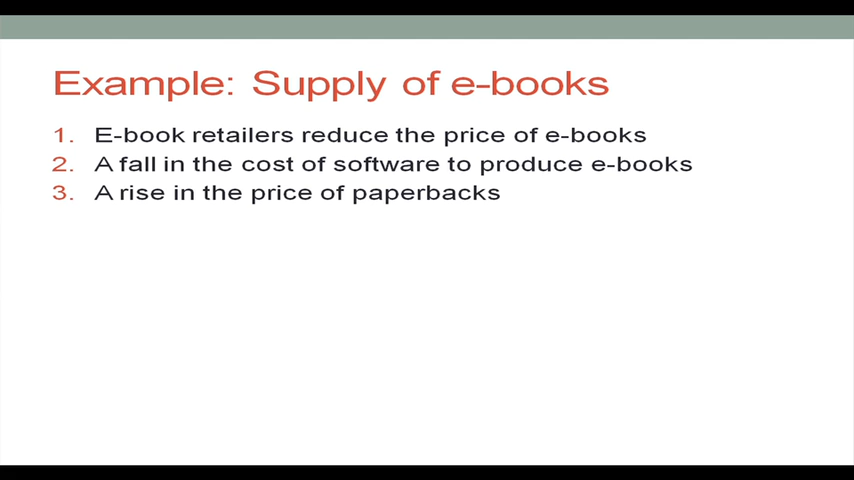 Example: Supply of e-books
1. E-book retailers reduce the price of e-books
2. A fall in the cost of software to produce e-books
3. A rise in the price of paperbacks